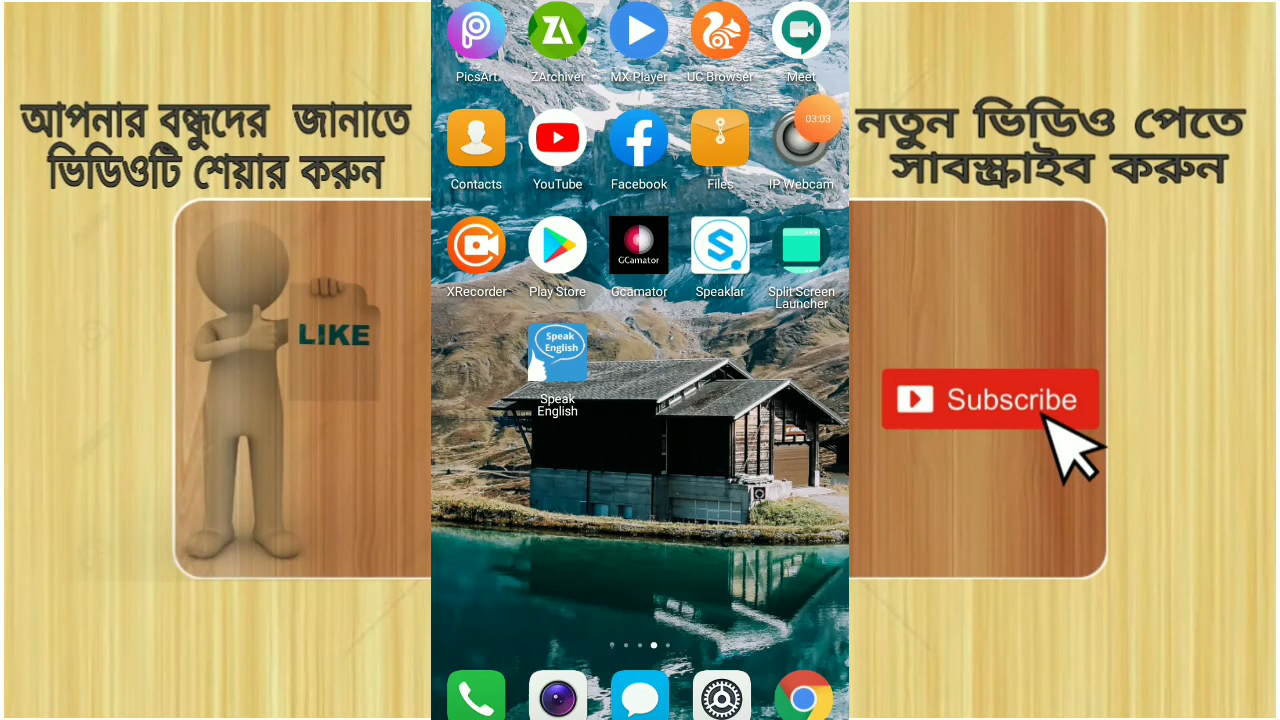 আপনার বন্ধুদের জানাতে
ভিডিওটি শেয়ার করুন
LIKE
PicsArt
ZArchiver
MX Player
UC Browser
Meet
03:03
Contacts
YouTube
Facebook
Files
IP Webcam
GCamator
XRecorder
Play Store
Gcamator
Speaklar
Split Screen
Launcher
Speak
English
Speak
English
নতুন ভিডিও পেতে
সাবস্ক্রাইব করুন
Subscribe